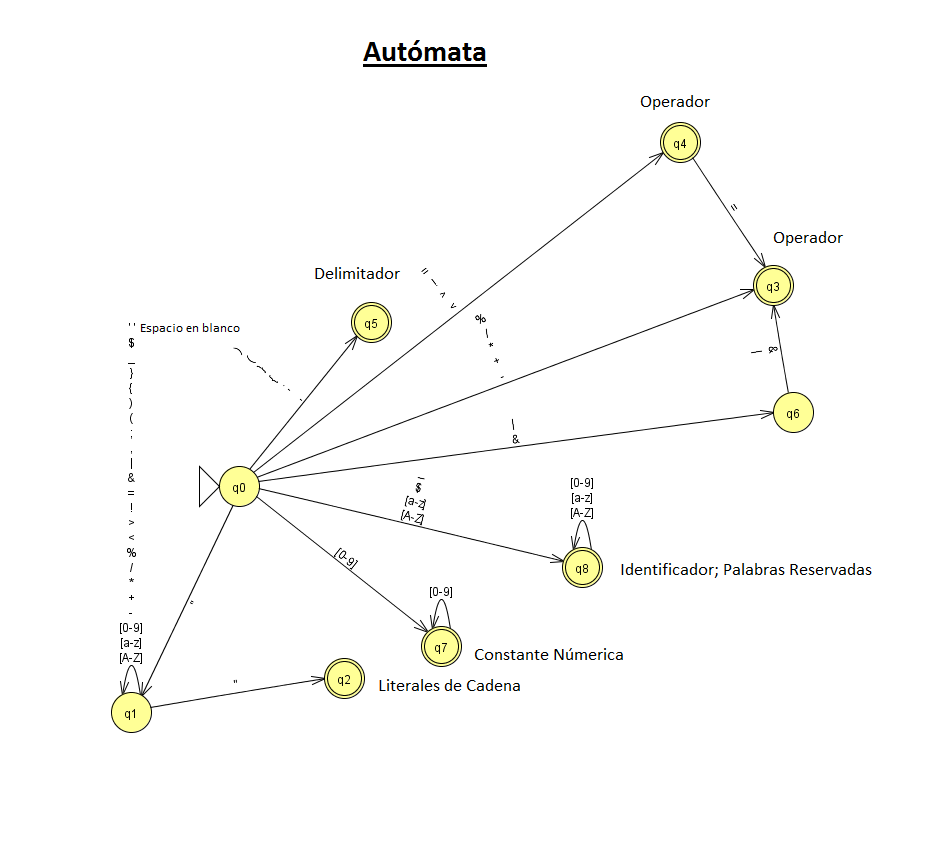 Autómata
Operador
q4
=
Operador
Delimitador
q3
=
!
^
v
%
/
*
+
-
q5
' ' Espacio en blanco
$
_
}
{
)
(
;
,
|
&
=
!
>
<
%
/
*
+
-
[0-9]
[a-z]
[A-Z]
| &
q6
|
&
q0
_
$
[a-z]
[A-Z]
[0-9]
[a-z]
[A-Z]
q8
Identificador; Palabras Reservadas
[0-9]
[0-9]
q7
Constante Númerica
"
"
q2
Literales de Cadena
q1